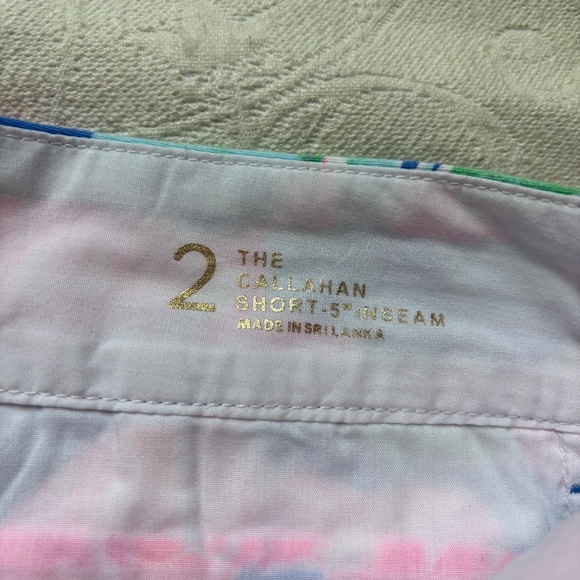 2
THE
CALLAHAN
SHORT-5" INSEAM
MADE IN SRI LANKA